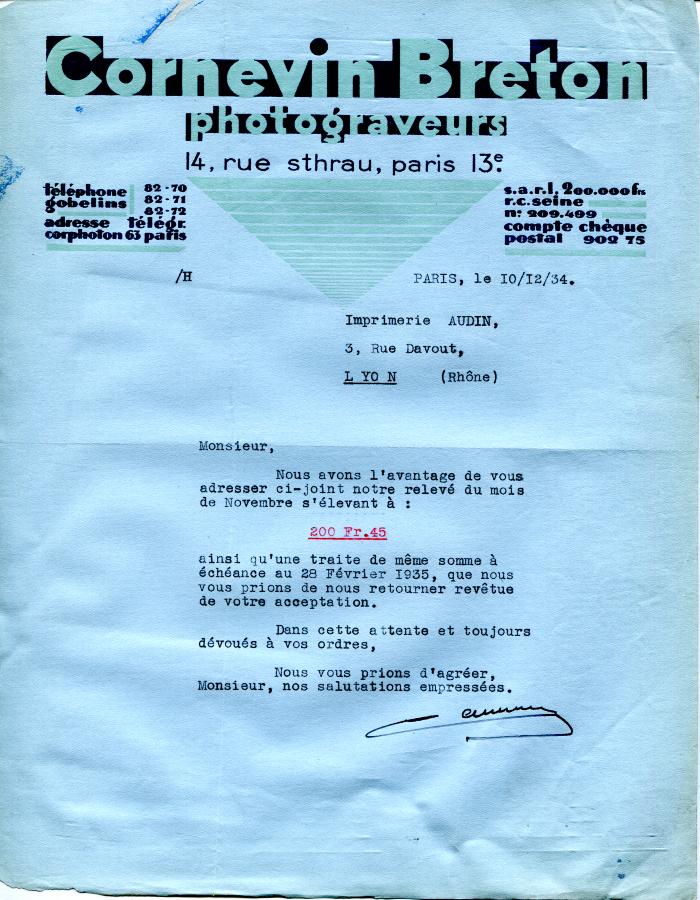 Cornevin Breton
photograveurs
14, rue sthrau, paris 13e
téléphone
gobelins
82-70
82-71
82-72
adresse télégr.
corphoton 63 paris
s.a.r.l. 200.000 frs
r.c. seine
nº 209.499
compte chèque
postal 902 75
/H
PARIS, le 10/12/34.
Imprimerie AUDIN,
3, Rue Davout,
L YO N (Rhône)
Monsieur,
Nous avons l'avantage de vous
adresser ci-joint notre relevé du mois
de Novembre s'élevant à :
200 Fr.45
ainsi qu'une traite de même somme à
échéance au 28 Février 1935, que nous
vous prions de nous retourner revêtue
de votre acceptation.
Dans cette attente et toujours
dévoués à vos ordres,
Nous vous prions d'agréer,
Monsieur, nos salutations empressées.